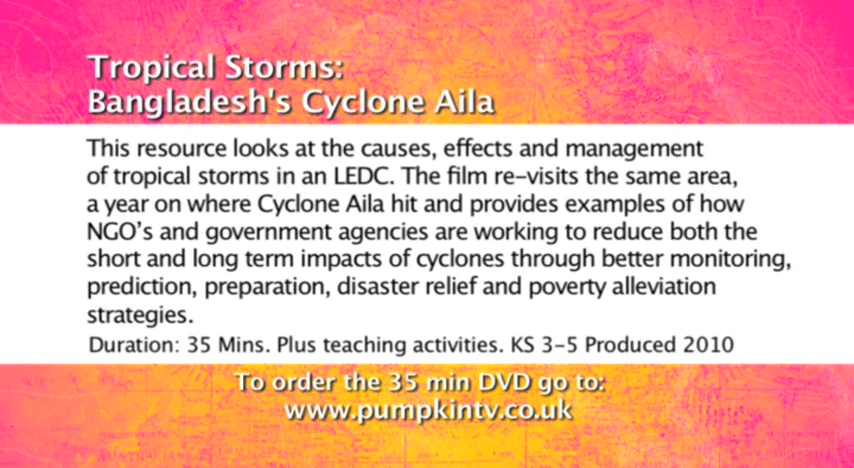 Tropical Storms:
Bangladesh's Cyclone Aila
This resource looks at the causes, effects and management
of tropical storms in an LEDC. The film re-visits the same area,
a year on where Cyclone Aila hit and provides examples of how
NGO's and government agencies are working to reduce both the
short and long term impacts of cyclones through better monitoring,
prediction, preparation, disaster relief and poverty alleviation
strategies.
Duration: 35 Mins. Plus teaching activities. KS 3-5 Produced 2010
To order the 35 min DVD go to:
www.pumpkintv.co.uk